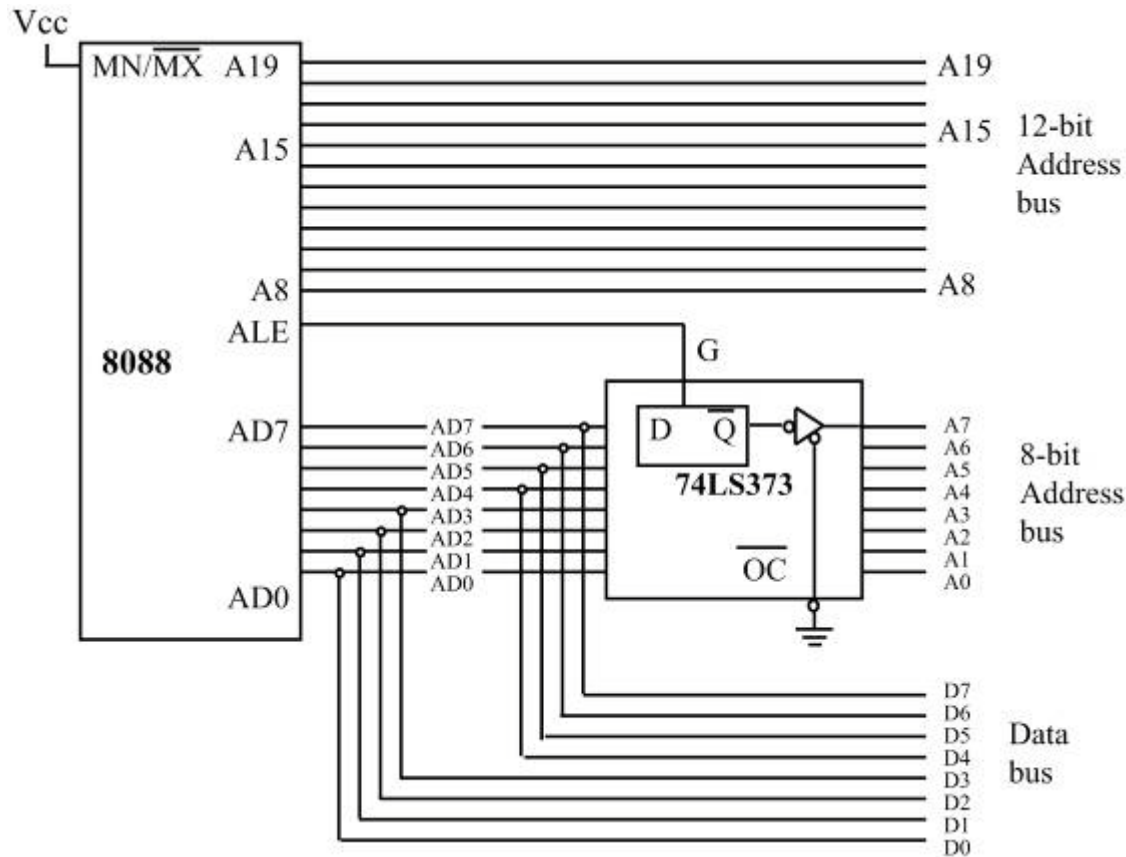 Vcc
MN/M̅X̅ A19
A19
A15
A15
12-bit
Address
bus
A8
A8
ALE
G
8088
AD7
AD7
AD6
AD5
AD4
AD3
AD2
AD1
AD0
AD0
D Q̅
74LS373
O̅C̅
A7
A6
A5
A4
A3
A2
A1
A0
8-bit
Address
bus
D7
D6
D5
D4
D3
D2
D1
D0
Data
bus